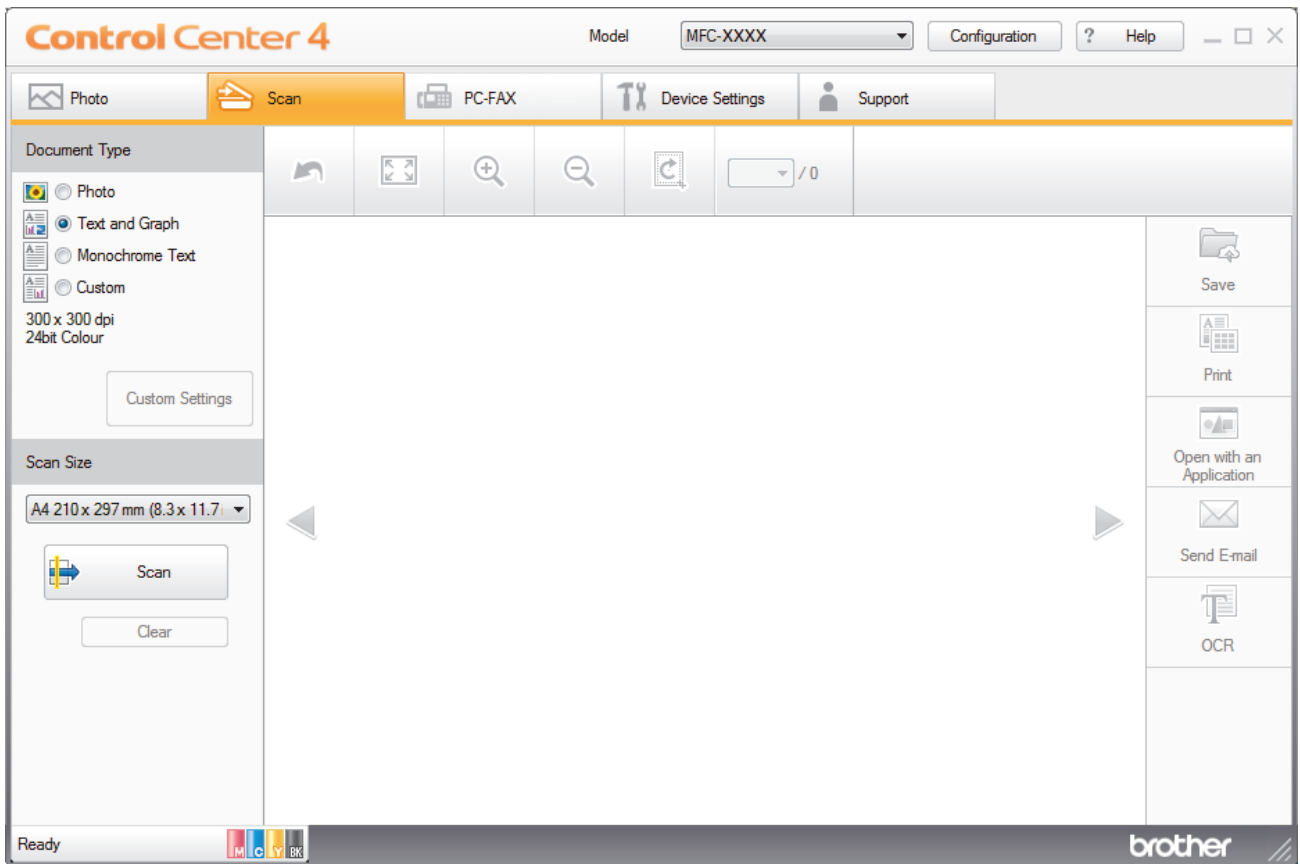 Control Center 4
Model
MFC-XXXX
Configuration
? Help
Photo
Scan
PC-FAX
Device Settings
Support
Document Type
Photo
Text and Graph
Monochrome Text
Custom
300 x 300 dpi
24bit Colour
Custom Settings
Scan Size
A4 210 x 297 mm (8.3 x 11.7
Scan
Clear
/ 0
Save
Print
Open with an
Application
Send E-mail
OCR
Ready
M C Y BK
brother